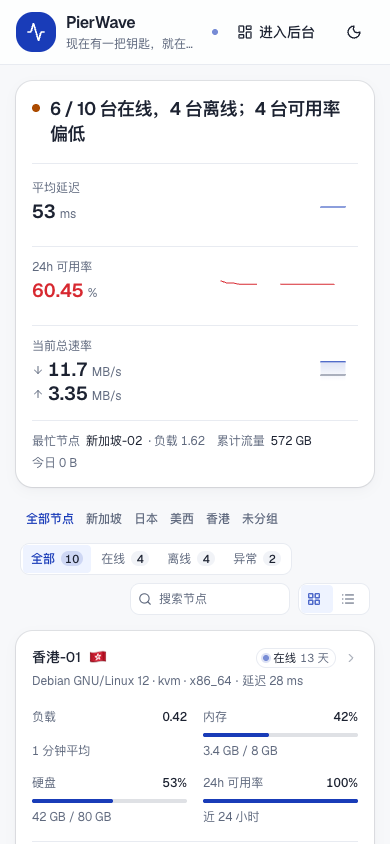 PierWave
现在有一把钥匙，就在...
进入后台
6 / 10 台在线，4 台离线；4 台可用率
偏低
平均延迟
53 ms
24h 可用率
60.45 %
当前总速率
↓ 11.7 MB/s
↑ 3.35 MB/s
最忙节点 新加坡-02 · 负载 1.62 累计流量 572 GB
今日 0 B
全部节点 新加坡 日本 美西 香港 未分组
全部 10 在线 4 离线 4 异常 2
搜索节点
香港-01 🇭🇰 在线 13 天
Debian GNU/Linux 12 · kvm · x86_64 · 延迟 28 ms
负载 0.42 内存 42%
1 分钟平均 3.4 GB / 8 GB
硬盘 53% 24h 可用率 100%
42 GB / 80 GB 近 24 小时